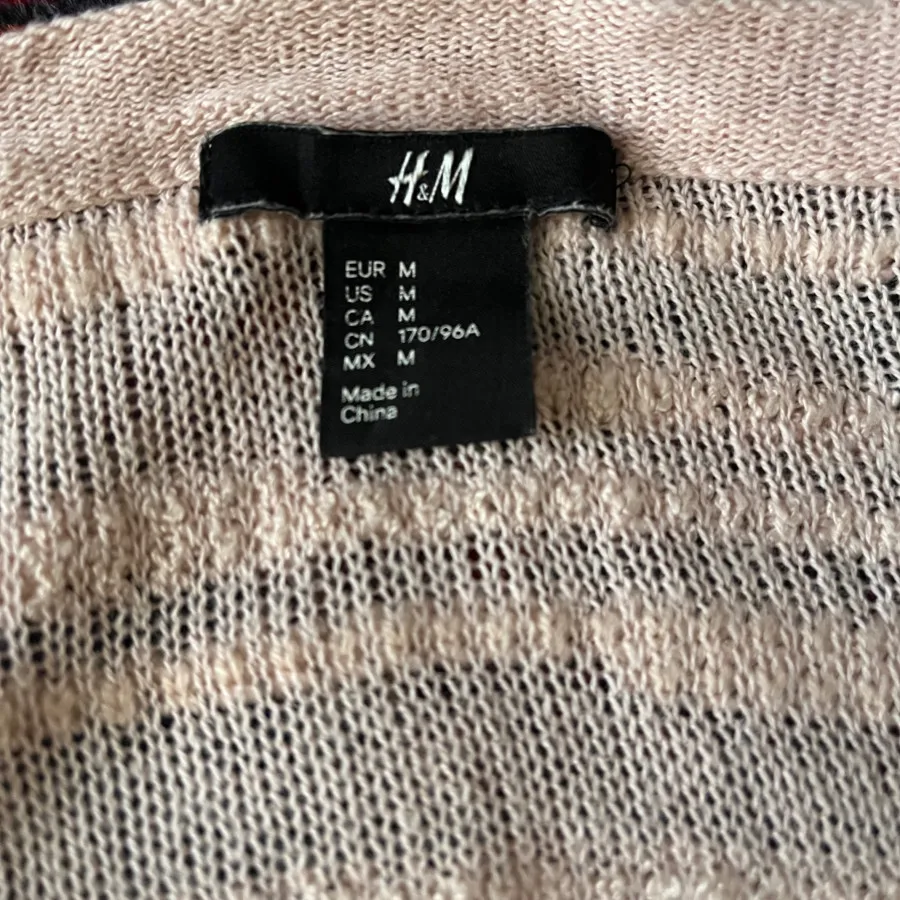 H&M
EUR M
US M
CA M
CN 170/96A
MX M
Made in
China